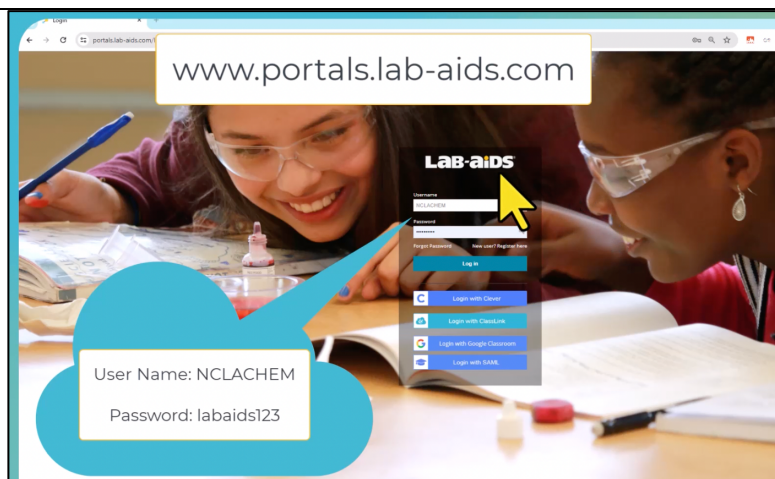 Login
portals.lab-aids.com/
www.portals.lab-aids.com
LAB-AIDS
Username
NCLACHEM
Password
••••••••
Forgot Password New user? Register here
Log in
Login with Clever
Login with ClassLink
Login with Google Classroom
Login with SAML
User Name: NCLACHEM
Password: labaids123